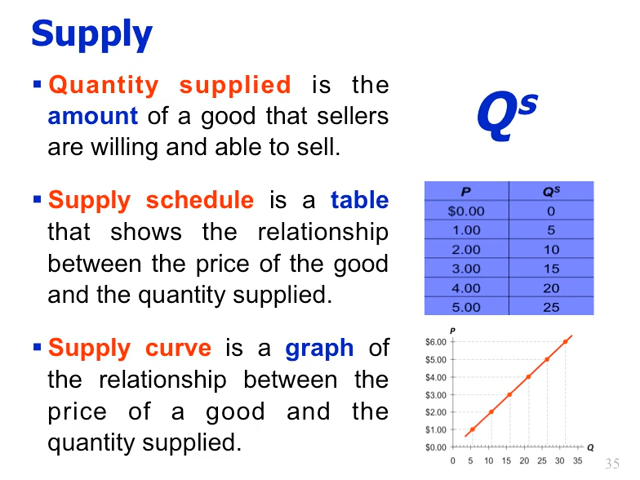 Supply
▪ Quantity supplied is the
amount of a good that sellers
are willing and able to sell.
▪ Supply schedule is a table
that shows the relationship
between the price of the good
and the quantity supplied.
▪ Supply curve is a graph of
the relationship between the
price of a good and the
quantity supplied.
Qˢ
P Qˢ
$0.00 0
1.00 5
2.00 10
3.00 15
4.00 20
5.00 25
P
$6.00
$5.00
$4.00
$3.00
$2.00
$1.00
$0.00
0 5 10 15 20 25 30 35 Q
35